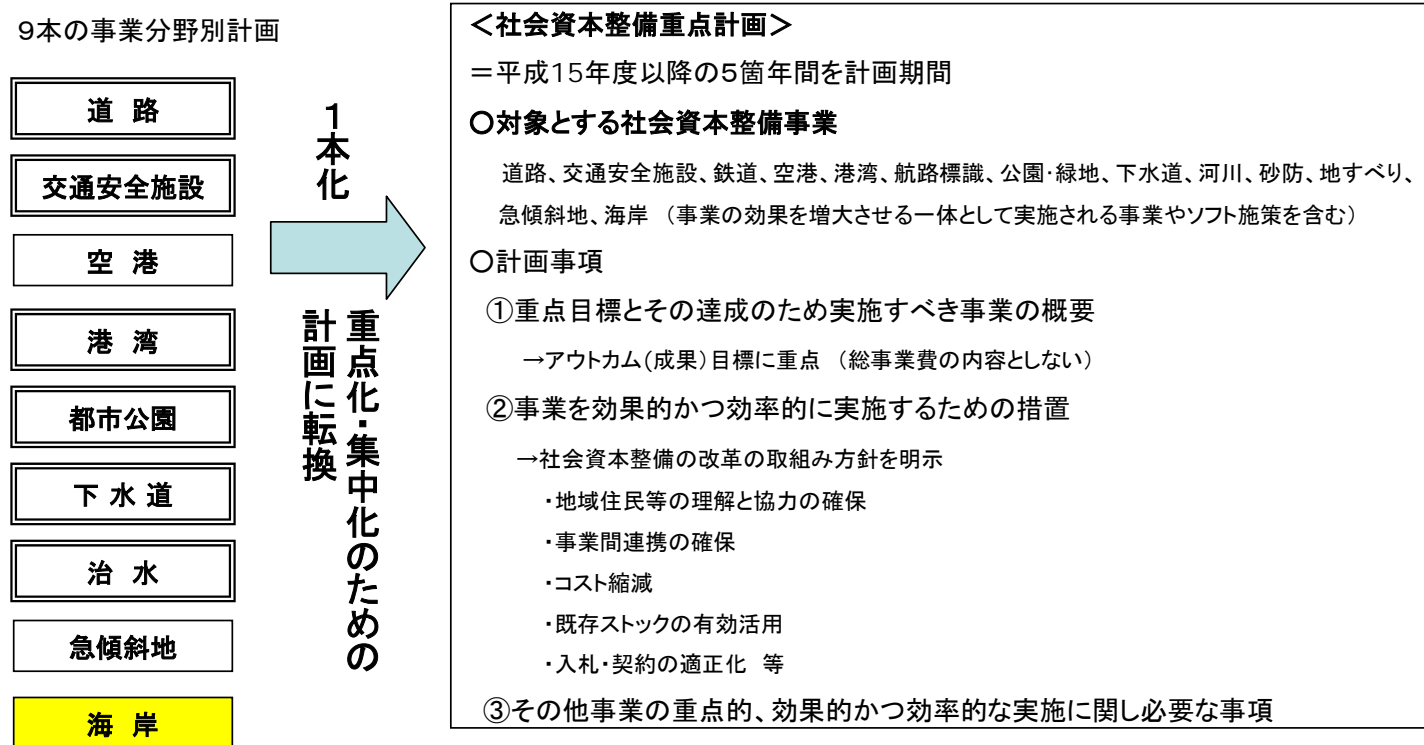 9本の事業分野別計画
道 路
交通安全施設
空 港
港 湾
都市公園
下 水 道
治 水
急傾斜地
海 岸
1本化
重点化・集中化のための
計画に転換
＜社会資本整備重点計画＞
＝平成15年度以降の5箇年間を計画期間
○対象とする社会資本整備事業
道路、交通安全施設、鉄道、空港、港湾、航路標識、公園・緑地、下水道、河川、砂防、地すべり、
急傾斜地、海岸 （事業の効果を増大させる一体として実施される事業やソフト施策を含む）
○計画事項
①重点目標とその達成のため実施すべき事業の概要
→アウトカム（成果）目標に重点 （総事業費の内容としない）
②事業を効果的かつ効率的に実施するための措置
→社会資本整備の改革の取組み方針を明示
・地域住民等の理解と協力の確保
・事業間連携の確保
・コスト縮減
・既存ストックの有効活用
・入札・契約の適正化 等
③その他事業の重点的、効果的かつ効率的な実施に関し必要な事項